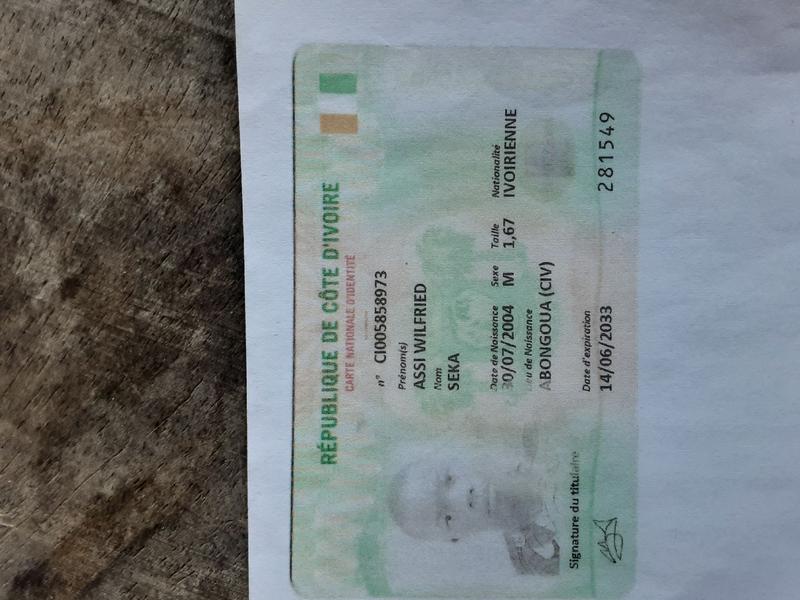 RÉPUBLIQUE DE CÔTE D'IVOIRE
CARTE NATIONALE D'IDENTITÉ
n° CI005858973
Prénom(s)
ASSI WILFRIED
Nom
SEKA
Date de Naissance Sexe Taille Nationalité
30/07/2004 M 1,67 IVOIRIENNE
eu de Naissance
ABONGOUA (CIV)
Date d'expiration
14/06/2033
281549
Signature du titulaire